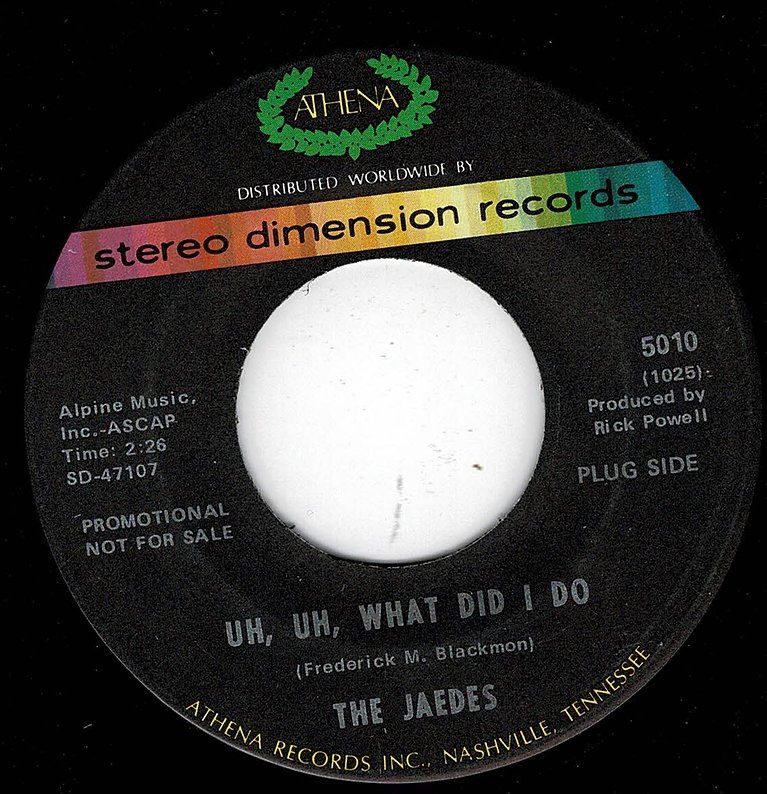 ATHENA
DISTRIBUTED WORLDWIDE BY
stereo dimension records
5010
(1025)
Produced by
Rick Powell
PLUG SIDE
Alpine Music,
Inc.-ASCAP
Time: 2:26
SD-47107
PROMOTIONAL
NOT FOR SALE
UH, UH, WHAT DID I DO
(Frederick M. Blackmon)
THE JAEDES
ATHENA RECORDS INC., NASHVILLE, TENNESSEE